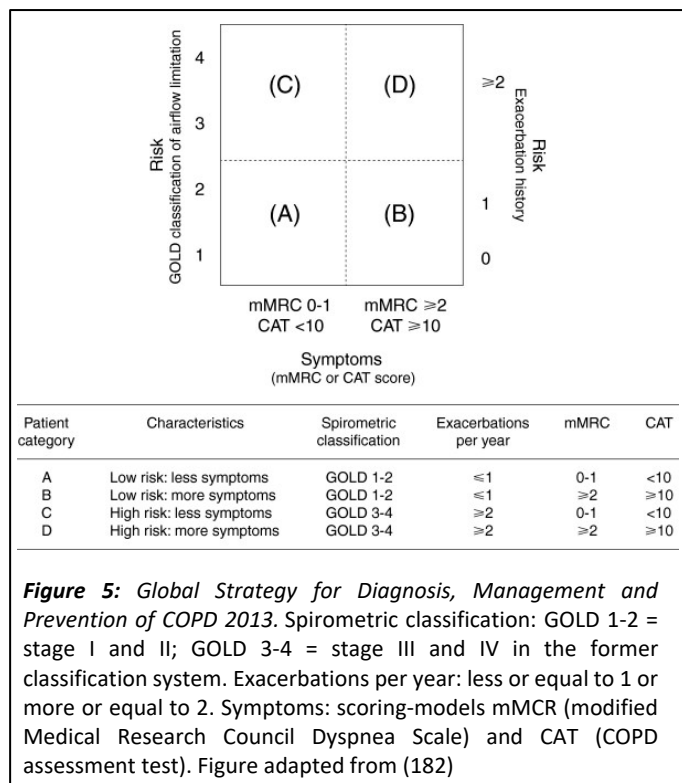 Risk
GOLD classification of airflow limitation
4
3
2
1
(C)
(D)
(A)
(B)
≥2
1
0
Risk
Exacerbation history
mMRC 0-1
CAT <10
mMRC ≥2
CAT ≥10
Symptoms
(mMRC or CAT score)
Patient category Characteristics Spirometric classification Exacerbations per year mMRC CAT
A Low risk: less symptoms GOLD 1-2 ≤1 0-1 <10
B Low risk: more symptoms GOLD 1-2 ≤1 ≥2 ≥10
C High risk: less symptoms GOLD 3-4 ≥2 0-1 <10
D High risk: more symptoms GOLD 3-4 ≥2 ≥2 ≥10
Figure 5: Global Strategy for Diagnosis, Management and
Prevention of COPD 2013. Spirometric classification: GOLD 1-2 =
stage I and II; GOLD 3-4 = stage III and IV in the former
classification system. Exacerbations per year: less or equal to 1 or
more or equal to 2. Symptoms: scoring-models mMCR (modified
Medical Research Council Dyspnea Scale) and CAT (COPD
assessment test). Figure adapted from (182)